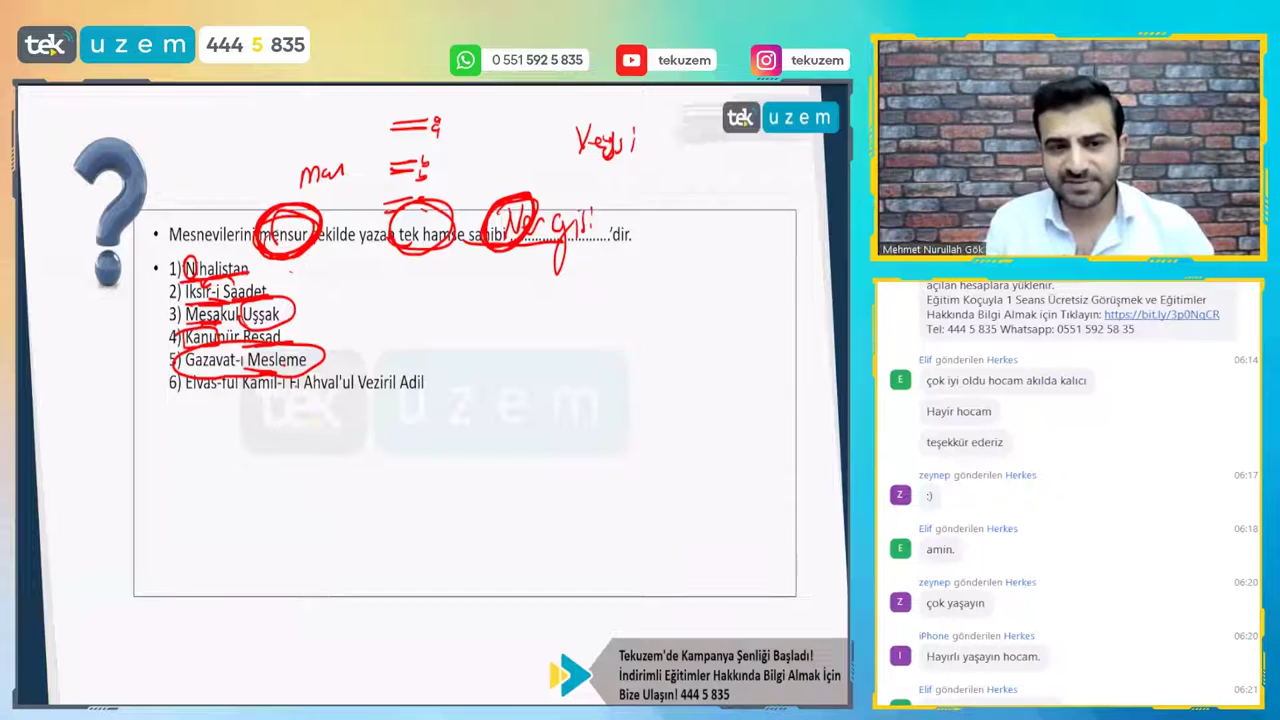 tek uzem 444 5 835
0 551 592 5 835 tekuzem tekuzem
tek uzem
Veysi
a
a
b
b
Nergisi
• Mesnevilerini mensur şekilde yazan tek hamse sahibi ........................'dir.
• 1) Nihalistan
2) İksir-i Saadet
3) Meşakul Uşşak
4) Kanunür Reşad
5) Gazavat-ı Mesleme
6) Elvas-ful Kamil-i Fi Ahval'ul Veziril Adil
tek uzem
Tekuzem'de Kampanya Şenliği Başladı!
İndirimli Eğitimler Hakkında Bilgi Almak İçin
Bize Ulaşın! 444 5 835
Mehmet Nurullah Gök
açılan hesaplara yüklenir.
Eğitim Koçuyla 1 Seans Ücretsiz Görüşmek ve Eğitimler
Hakkında Bilgi Almak için Tıklayın: https://bit.ly/3p0NqCR
Tel: 444 5 835 Whatsapp: 0551 592 58 35
Elif gönderilen Herkes 06:14
E çok iyi oldu hocam akılda kalıcı
Hayir hocam
teşekkür ederiz
zeynep gönderilen Herkes 06:17
Z :)
Elif gönderilen Herkes 06:18
E amin.
zeynep gönderilen Herkes 06:20
Z çok yaşayın
iPhone gönderilen Herkes 06:20
I Hayırlı yaşayın hocam.
Elif gönderilen Herkes 06:21